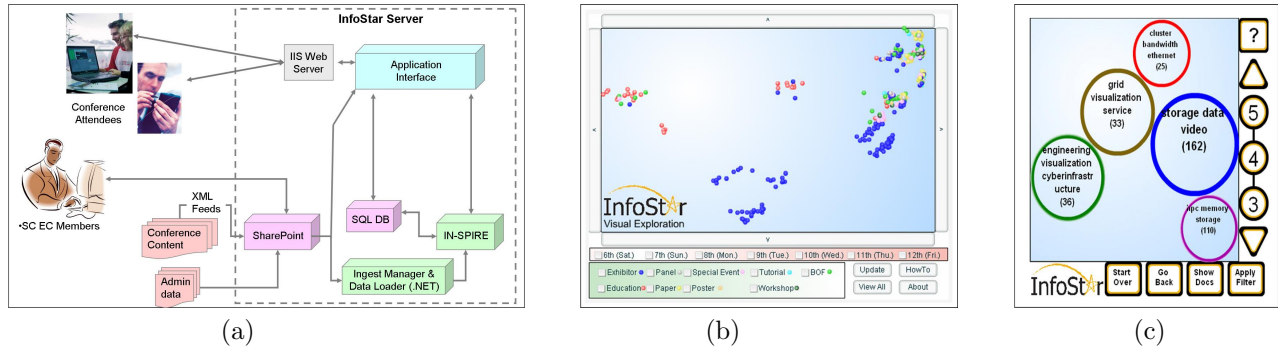 InfoStar Server
IIS Web
Server
Application
Interface
Conference
Attendees
•SC EC Members
XML
Feeds
Conference
Content
Admin
data
SharePoint
SQL DB
IN-SPIRE
Ingest Manager &
Data Loader (.NET)
(a)
InfoStar
Visual Exploration
6th (Sat.) 7th (Sun.) 8th (Mon.) 9th (Tue.) 10th (Wed.) 11th (Thu.) 12th (Fri.)
Exhibitor Panel Special Event Tutorial BOF
Education Paper Poster Workshop
Update HowTo
View All About
(b)
cluster
bandwidth
ethernet
(25)
grid
visualization
service
(33)
storage data
video
(162)
engineering
visualization
cyberinfrastr
ucture
(36)
hpc memory
storage
(110)
?
5
4
3
InfoStar
Start
Over
Go
Back
Show
Docs
Apply
Filter
(c)